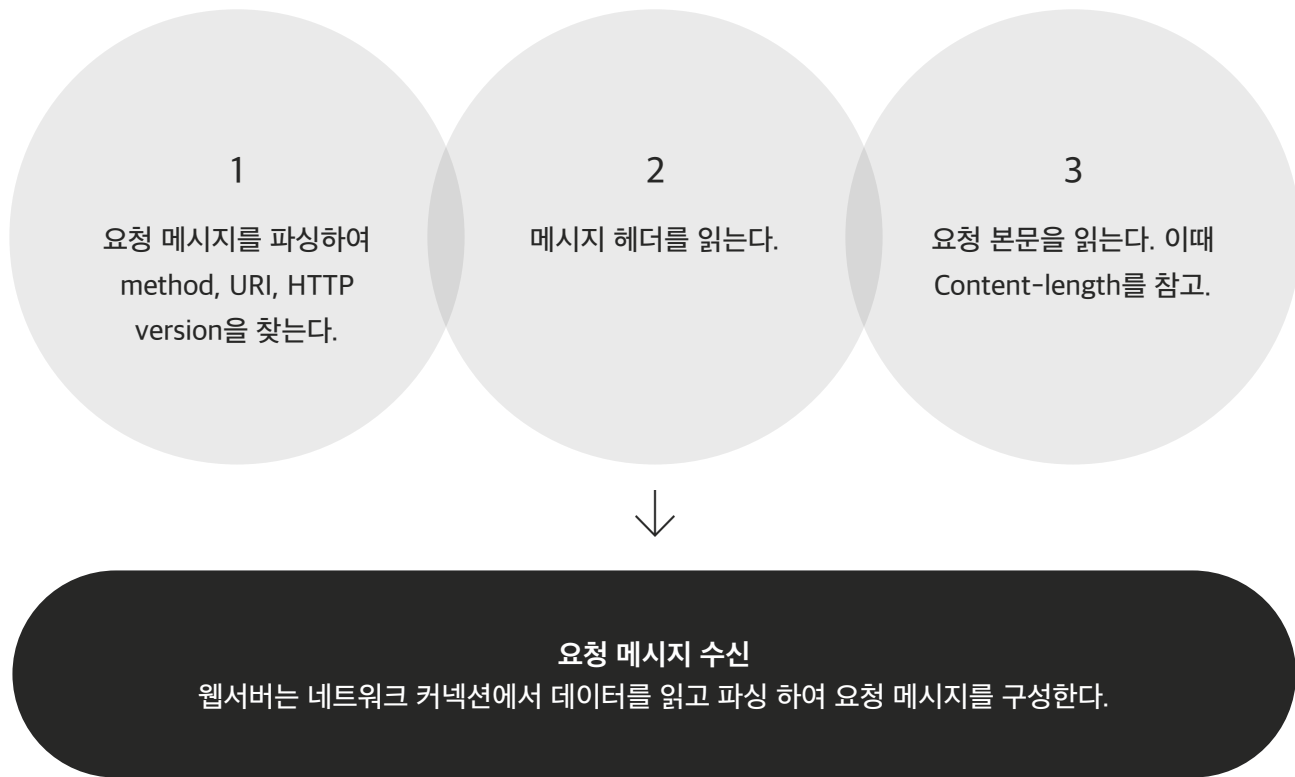 1
요청 메시지를 파싱하여
method, URI, HTTP
version을 찾는다.
2
메시지 헤더를 읽는다.
3
요청 본문을 읽는다. 이때
Content-length를 참고.
요청 메시지 수신
웹서버는 네트워크 커넥션에서 데이터를 읽고 파싱 하여 요청 메시지를 구성한다.